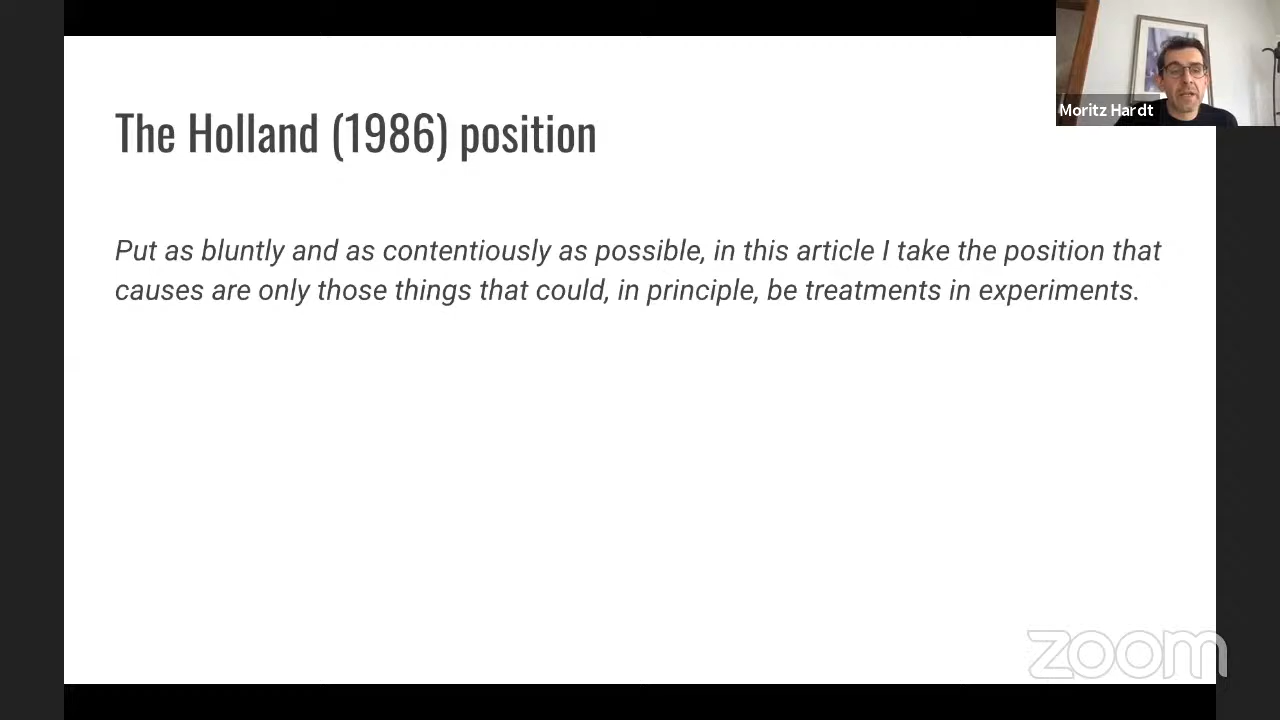 The Holland (1986) position
Put as bluntly and as contentiously as possible, in this article I take the position that
causes are only those things that could, in principle, be treatments in experiments.
Moritz Hardt
zoom